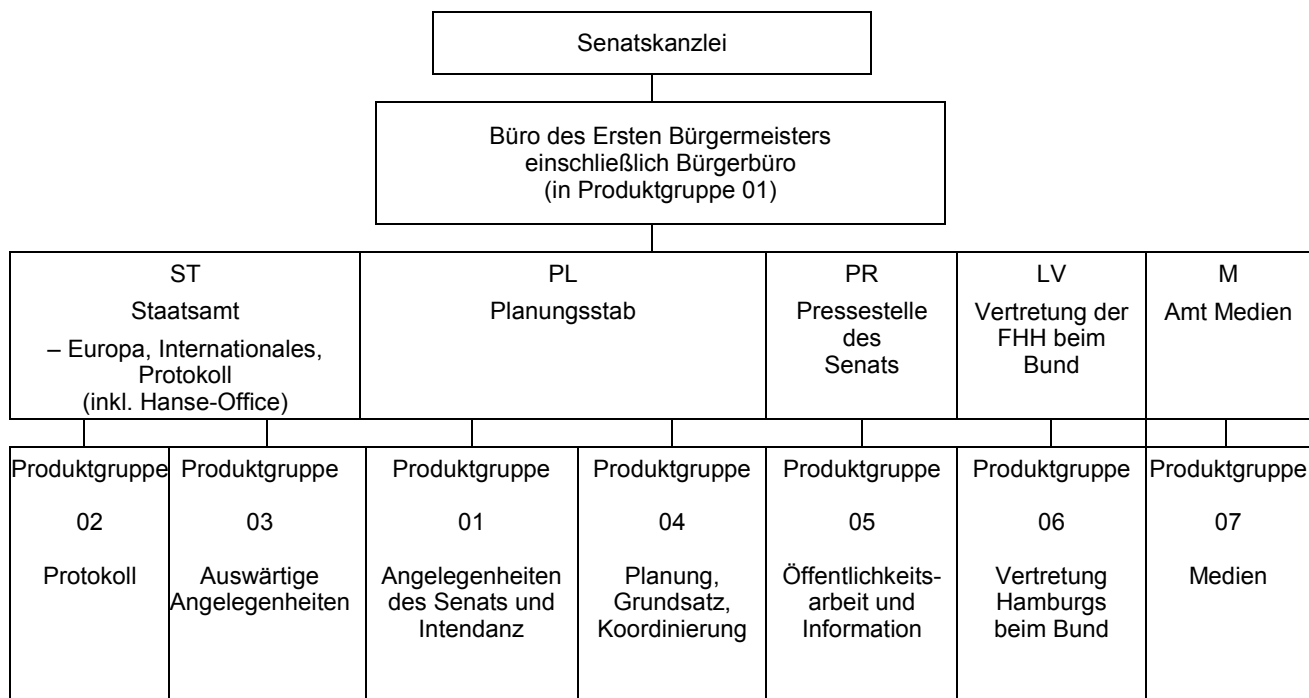 Senatskanzlei
Büro des Ersten Bürgermeisters
einschließlich Bürgerbüro
(in Produktgruppe 01)
ST
Staatsamt
– Europa, Internationales,
Protokoll
(inkl. Hanse-Office)
PL
Planungsstab
PR
Pressestelle
des
Senats
LV
Vertretung der
FHH beim
Bund
M
Amt Medien
Produktgruppe
02
Protokoll
Produktgruppe
03
Auswärtige
Angelegenheiten
Produktgruppe
01
Angelegenheiten
des Senats und
Intendanz
Produktgruppe
04
Planung,
Grundsatz,
Koordinierung
Produktgruppe
05
Öffentlichkeits-
arbeit und
Information
Produktgruppe
06
Vertretung
Hamburgs
beim Bund
Produktgruppe
07
Medien